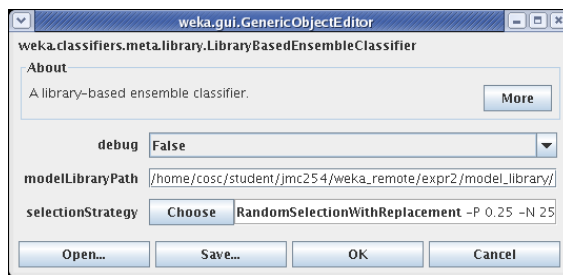 weka.gui.GenericObjectEditor
weka.classifiers.meta.library.LibraryBasedEnsembleClassifier
About
A library-based ensemble classifier.
More
debug False
modelLibraryPath /home/cosc/student/jmc254/weka_remote/expr2/model_library/
selectionStrategy Choose RandomSelectionWithReplacement -P 0.25 -N 25
Open... Save... OK Cancel